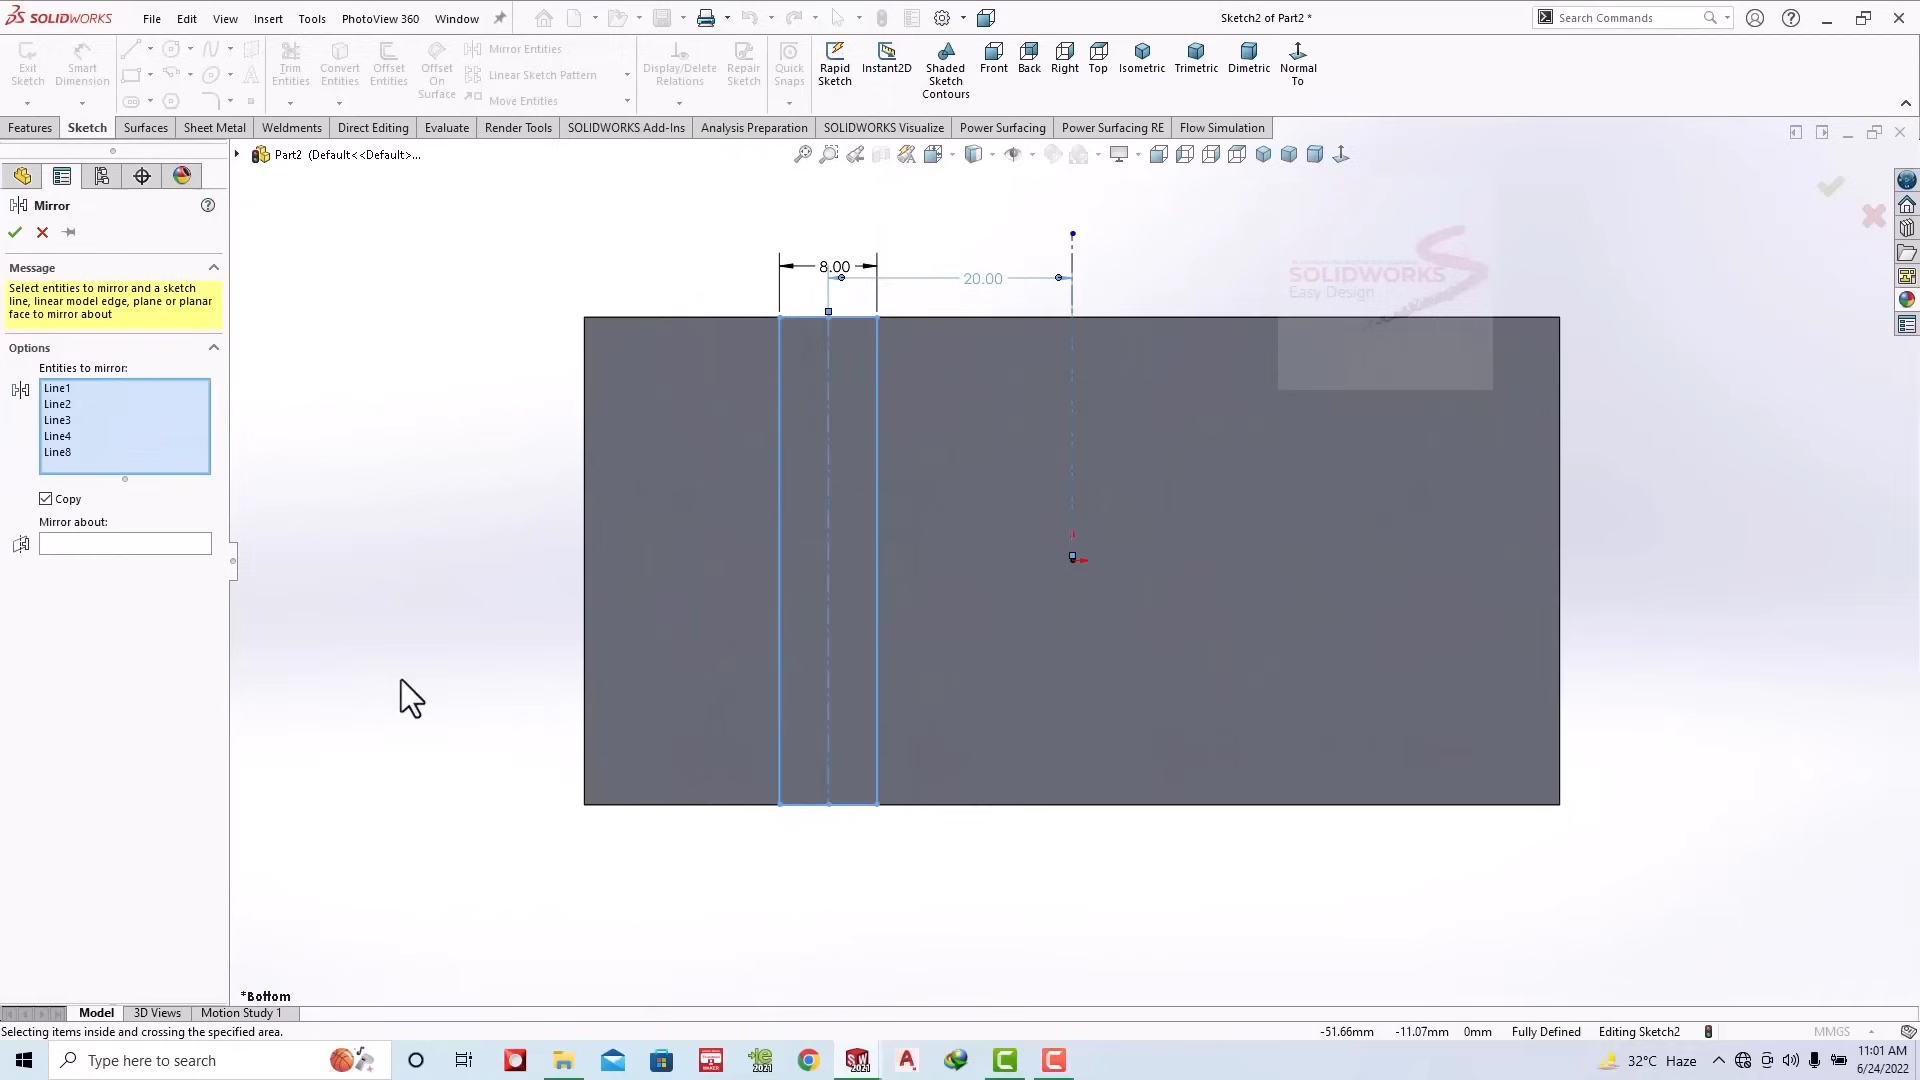 SOLIDWORKS File Edit View Insert Tools PhotoView 360 Window Sketch2 of Part2 * Search Commands
Exit Sketch Smart Dimension Trim Entities Convert Entities Offset Entities Offset On Surface Mirror Entities Linear Sketch Pattern Move Entities Display/Delete Relations Repair Sketch Quick Snaps Rapid Sketch Instant2D Shaded Sketch Contours Front Back Right Top Isometric Trimetric Dimetric Normal To
Features Sketch Surfaces Sheet Metal Weldments Direct Editing Evaluate Render Tools SOLIDWORKS Add-Ins Analysis Preparation SOLIDWORKS Visualize Power Surfacing Power Surfacing RE Flow Simulation
Part2 (Default<<Default>...
Mirror
Message
Select entities to mirror and a sketch
line, linear model edge, plane or planar
face to mirror about
8.00
20.00
SOLIDWORKS
Easy Design
Options
Entities to mirror:
Line1
Line2
Line3
Line4
Line8
Copy
Mirror about:
*Bottom
Model 3D Views Motion Study 1
Selecting items inside and crossing the specified area. -51.66mm -11.07mm 0mm Fully Defined Editing Sketch2 MMGS
Type here to search 32°C Haze 11:01 AM
6/24/2022